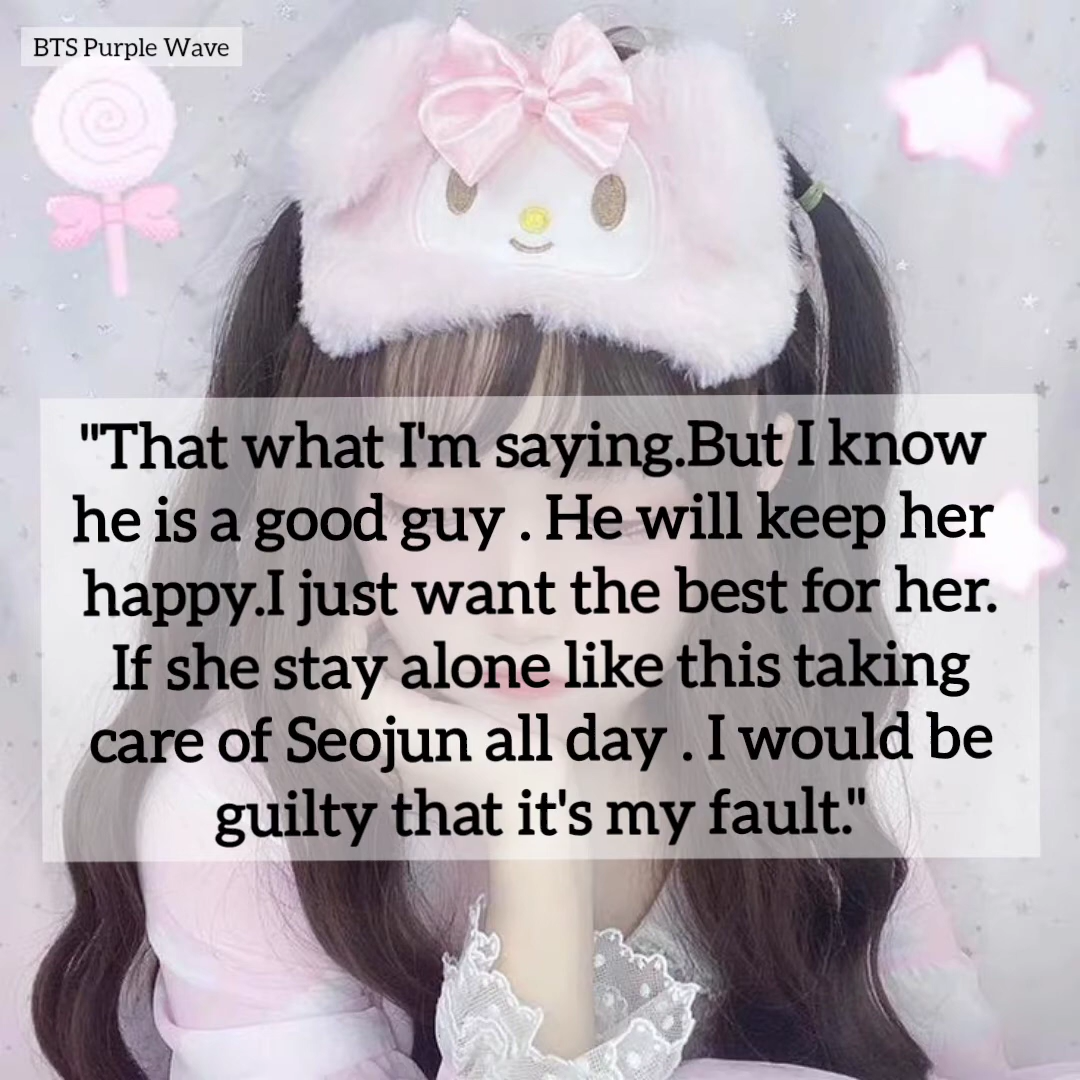 BTS Purple Wave
"That what I'm saying.But I know
he is a good guy . He will keep her
happy.I just want the best for her.
If she stay alone like this taking
care of Seojun all day . I would be
guilty that it's my fault."